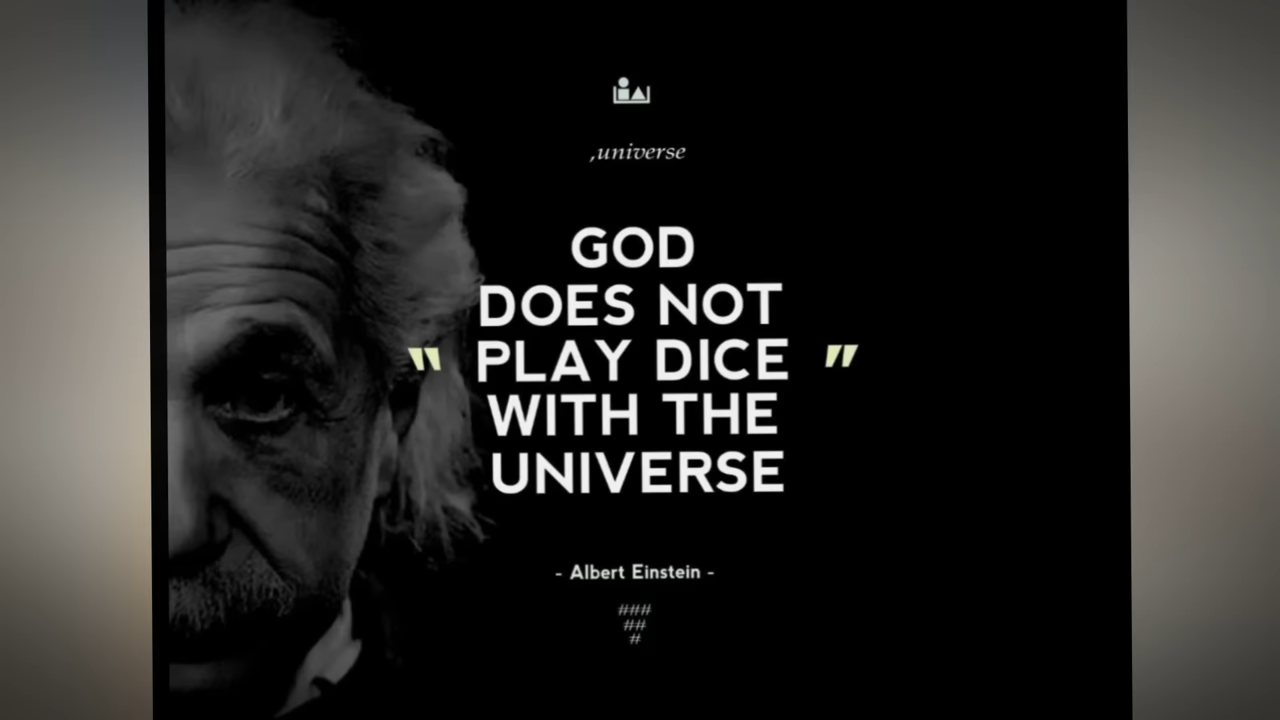 ,universe
GOD
DOES NOT
" PLAY DICE "
WITH THE
UNIVERSE
- Albert Einstein -
###
##
#